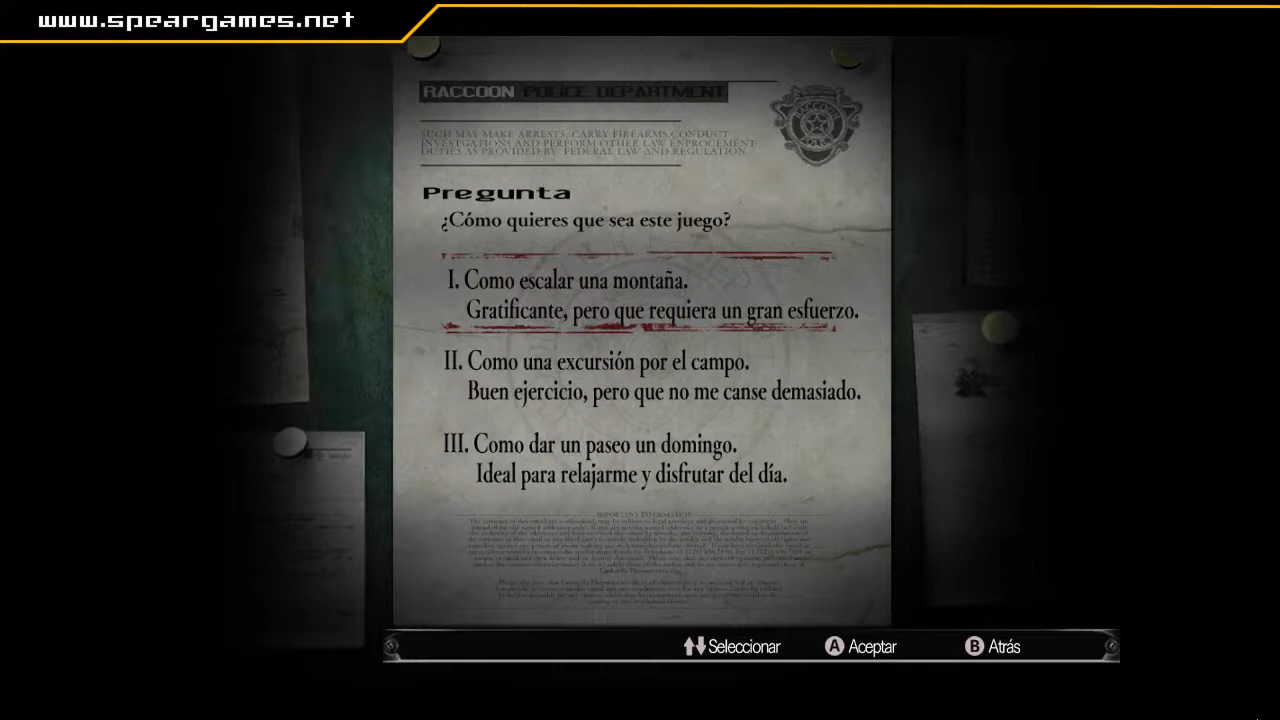 www.speargames.net
RACCOON POLICE DEPARTMENT
SUCH MAY MAKE ARRESTS, CARRY FIREARMS, CONDUCT
INVESTGATIONS AND PERFORM OTHER LAW ENPROCEMENT
DUTIES AS PROVIDED BY FEDERAL LAW AND REGULATION
RACCOON
POLICE
Pregunta
¿Cómo quieres que sea este juego?
I. Como escalar una montaña.
Gratificante, pero que requiera un gran esfuerzo.
II. Como una excursión por el campo.
Buen ejercicio, pero que no me canse demasiado.
III. Como dar un paseo un domingo.
Ideal para relajarme y disfrutar del día.
IMPORTANT INFORMATION
Seleccionar A Aceptar B Atrás